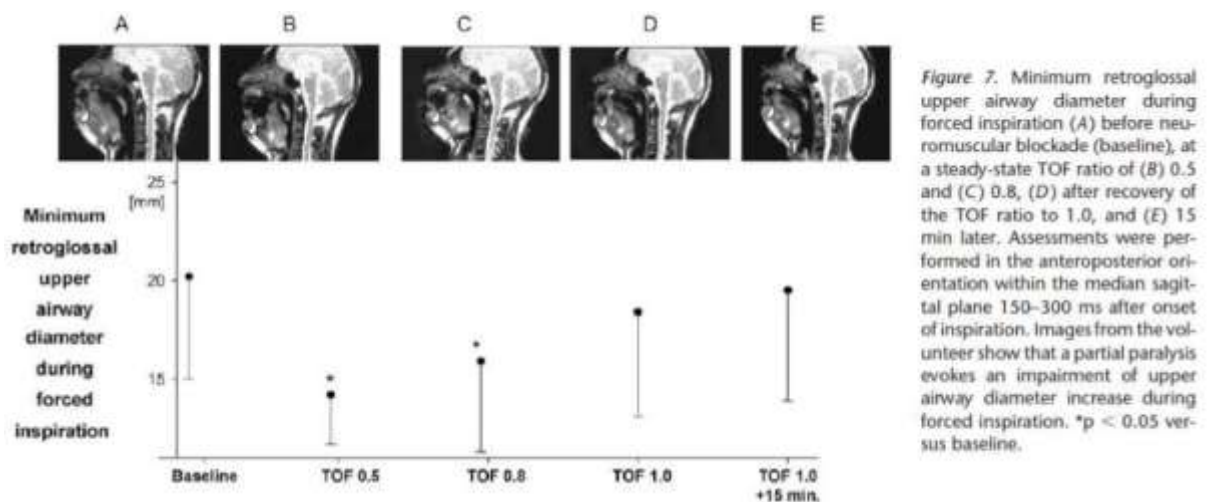 A B C D E
25
[mm]
Minimum
retroglossal
upper
airway
diameter
during
forced
inspiration
20
15
*
*
Baseline TOF 0.5 TOF 0.8 TOF 1.0 TOF 1.0
+15 min.
Figure 7. Minimum retroglossal
upper airway diameter during
forced inspiration (A) before neu-
romuscular blockade (baseline), at
a steady-state TOF ratio of (B) 0.5
and (C) 0.8, (D) after recovery of
the TOF ratio to 1.0, and (E) 15
min later. Assessments were per-
formed in the anteroposterior ori-
entation within the median sagit-
tal plane 150–300 ms after onset
of inspiration. Images from the vol-
unteer show that a partial paralysis
evokes an impairment of upper
airway diameter increase during
forced inspiration. *p < 0.05 ver-
sus baseline.